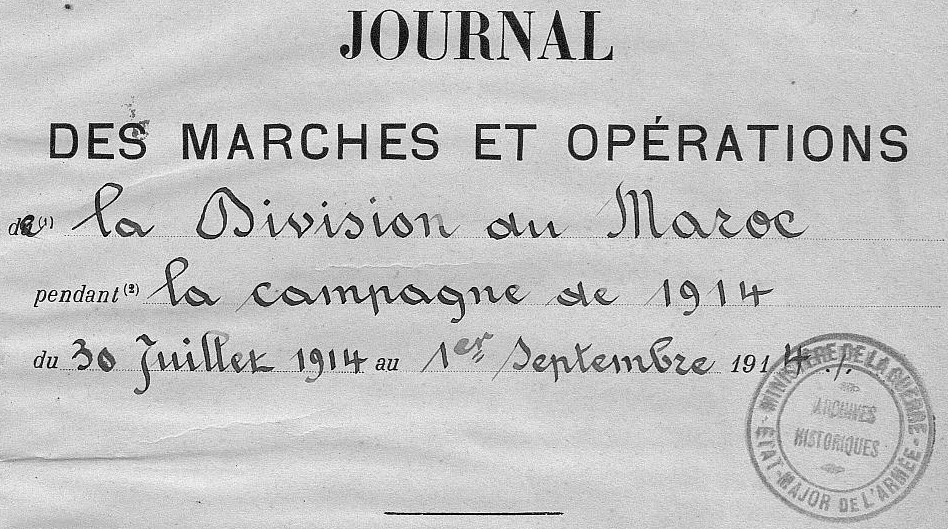 JOURNAL
DES MARCHES ET OPÉRATIONS
de (1) la Division du Maroc
pendant (2) la campagne de 1914
du 30 Juillet 1914 au 1er Septembre 1914./.
MINISTÈRE DE LA GUERRE
ARCHIVES
HISTORIQUES
ÉTAT-MAJOR DE L'ARMÉE